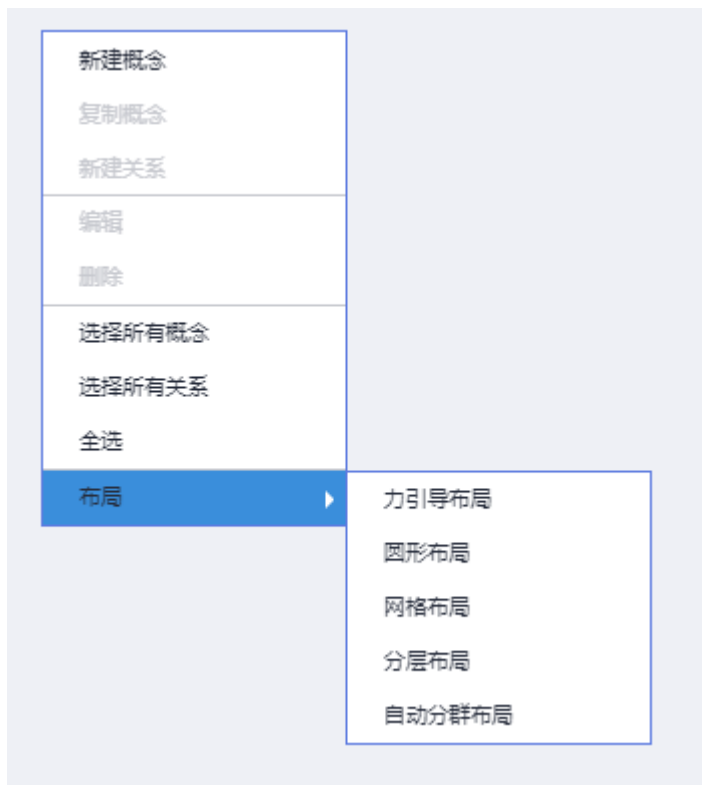 新建概念
复制概念
新建关系
编辑
删除
选择所有概念
选择所有关系
全选
布局
力引导布局
圆形布局
网格布局
分层布局
自动分群布局